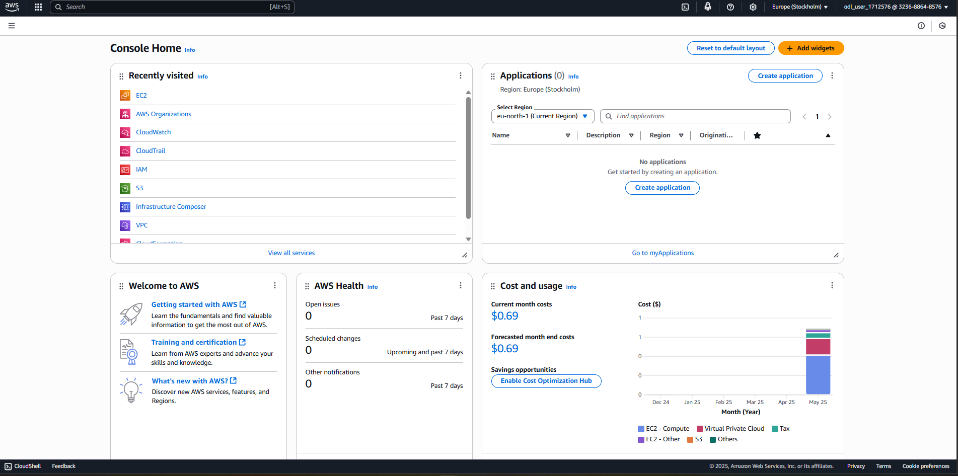 aws
Search
[Alt+S]
Europe (Stockholm)
odl_user_1712576 @ 3236-8864-8576
Console Home Info
Reset to default layout
+ Add widgets
Recently visited Info
EC2
AWS Organizations
CloudWatch
CloudTrail
IAM
S3
Infrastructure Composer
VPC
View all services
Applications (0) Info
Region: Europe (Stockholm)
Create application
Select Region
eu-north-1 (Current Region)
Find applications
1
Name Description Region Originati...
No applications
Get started by creating an application.
Create application
Go to myApplications
Welcome to AWS
Getting started with AWS
Learn the fundamentals and find valuable
information to get the most out of AWS.
Training and certification
Learn from AWS experts and advance your
skills and knowledge.
What's new with AWS?
Discover new AWS services, features, and
Regions.
AWS Health Info
Open issues
0 Past 7 days
Scheduled changes
0 Upcoming and past 7 days
Other notifications
0 Past 7 days
Cost and usage Info
Current month costs
$0.69
Forecasted month end costs
$0.69
Savings opportunities
Enable Cost Optimization Hub
Cost ($)
1
1
0
0
0
Dec 24 Jan 25 Feb 25 Mar 25 Apr 25 May 25
Month (Year)
EC2 - Compute Virtual Private Cloud Tax
EC2 - Other S3 Others
CloudShell Feedback
© 2025, Amazon Web Services, Inc. or its affiliates. Privacy Terms Cookie preferences